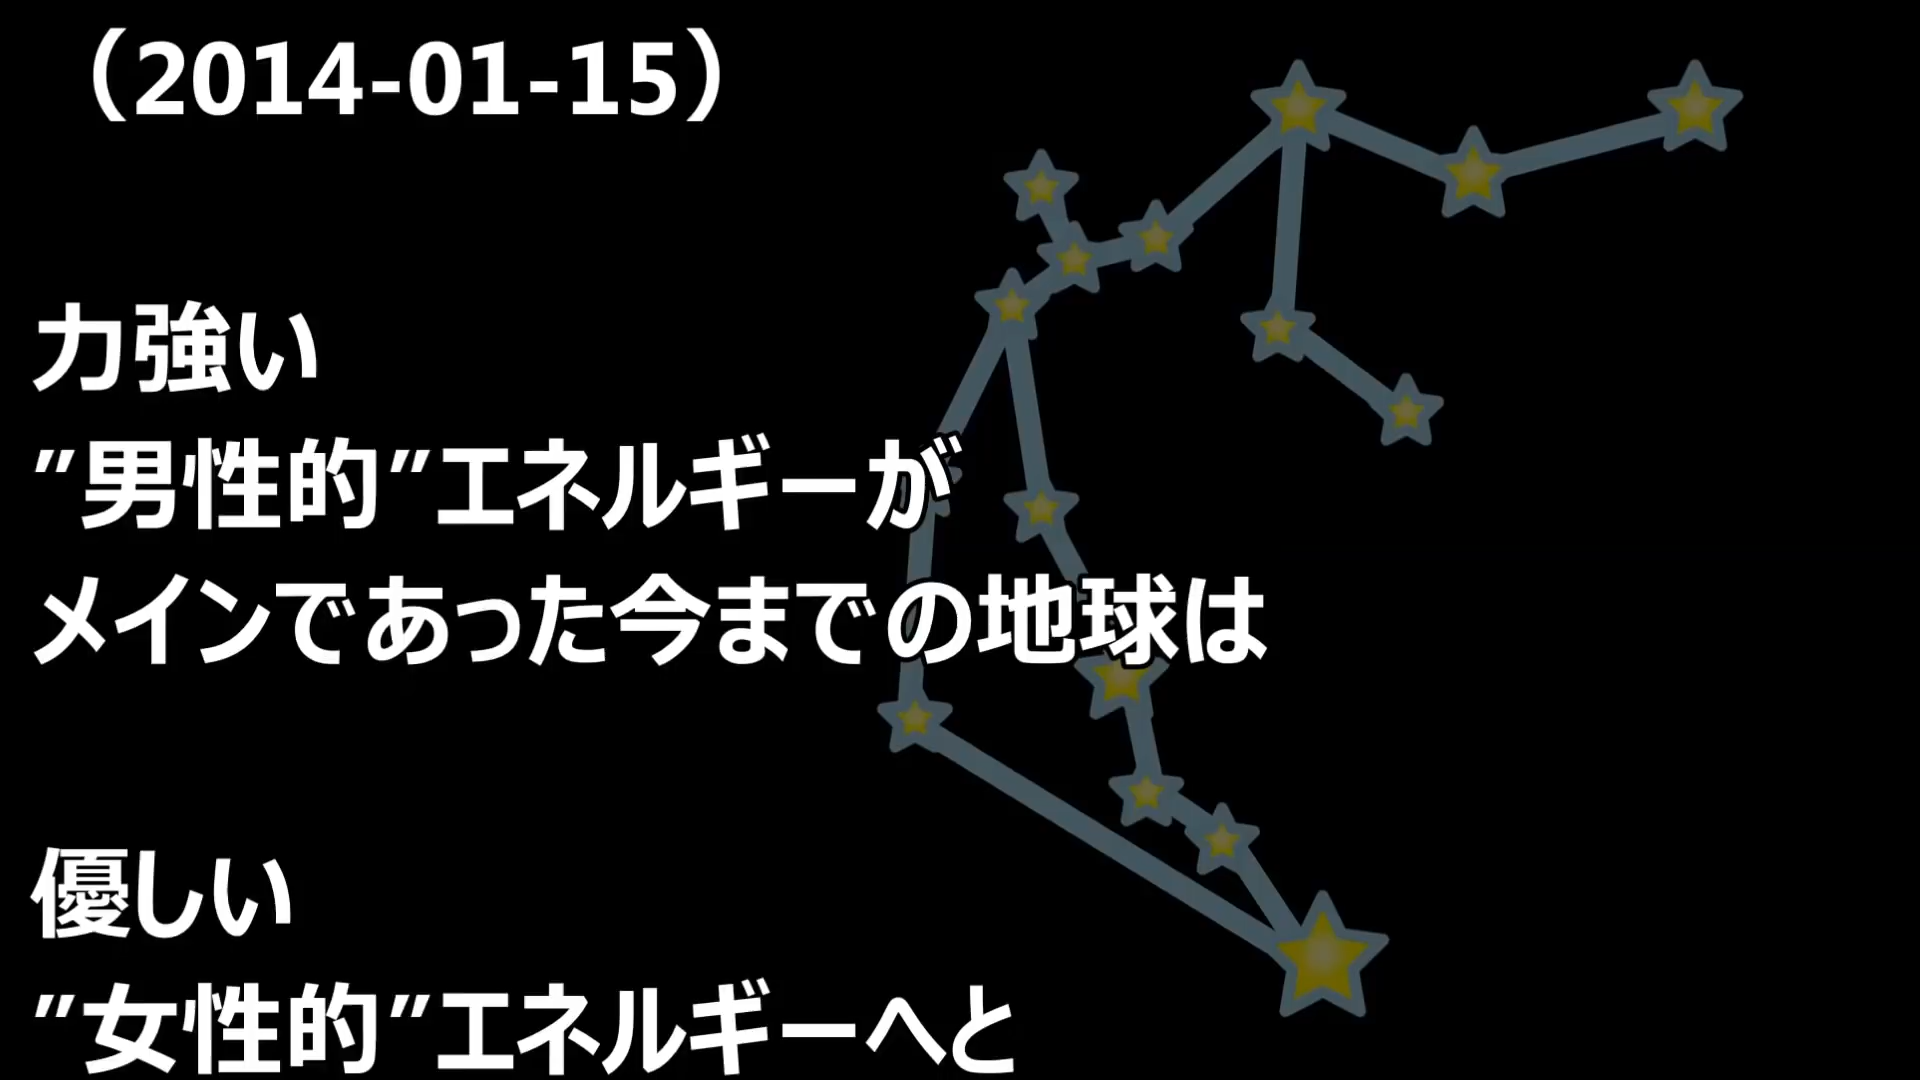 （2014-01-15）
力強い
”男性的”エネルギーが
メインであった今までの地球は
優しい
”女性的”エネルギーへと